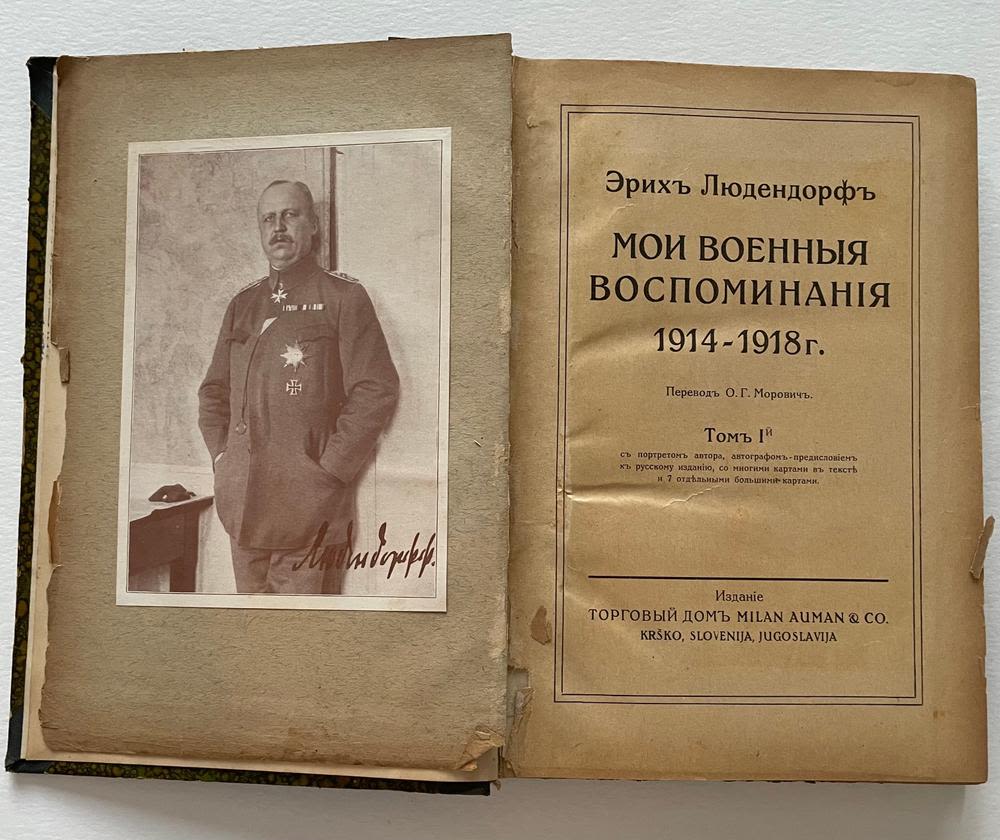 Людендорфф.
Эрихъ Людендорфъ
МОИ ВОЕННЫЯ
ВОСПОМИНАНІЯ
1914-1918 г.
Переводъ О. Г. Моровичъ.
Томъ Iй
съ портретомъ автора, автографомъ-предисловіемъ
къ русскому изданію, со многими картами въ текстѣ
и 7 отдѣльными большими картами.
Изданіе
ТОРГОВЫЙ ДОМЪ MILAN AUMAN & CO.
KRŠKO, SLOVENIJA, JUGOSLAVIJA